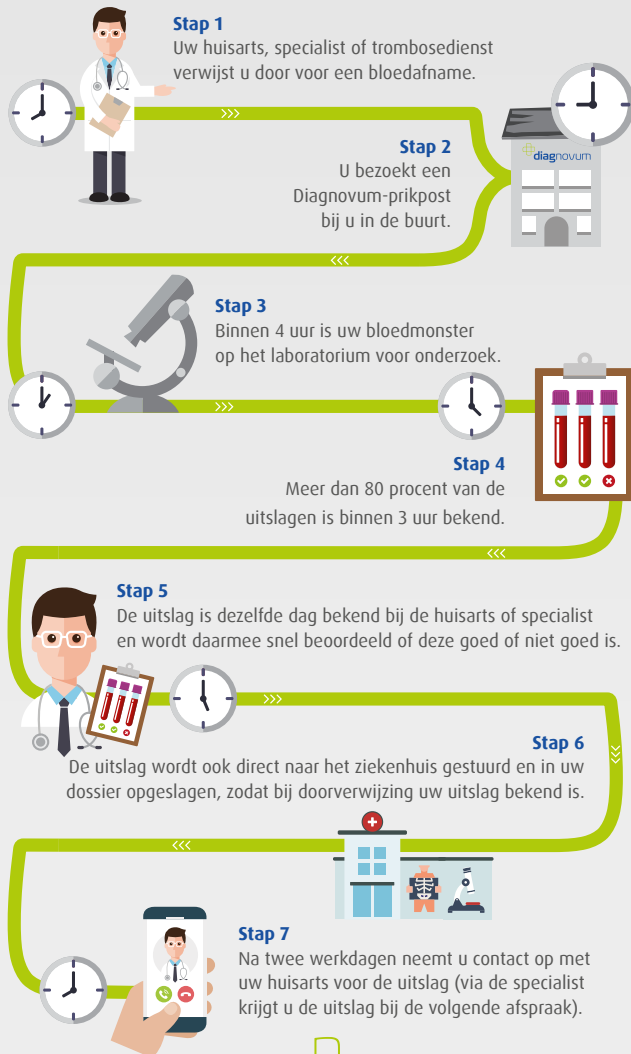 Stap 1
Uw huisarts, specialist of trombosedienst
verwijst u door voor een bloedafname.
Stap 2
U bezoekt een
Diagnovum-prikpost
bij u in de buurt.
diagnovum
Stap 3
Binnen 4 uur is uw bloedmonster
op het laboratorium voor onderzoek.
Stap 4
Meer dan 80 procent van de
uitslagen is binnen 3 uur bekend.
Stap 5
De uitslag is dezelfde dag bekend bij de huisarts of specialist
en wordt daarmee snel beoordeeld of deze goed of niet goed is.
Stap 6
De uitslag wordt ook direct naar het ziekenhuis gestuurd en in uw
dossier opgeslagen, zodat bij doorverwijzing uw uitslag bekend is.
Stap 7
Na twee werkdagen neemt u contact op met
uw huisarts voor de uitslag (via de specialist
krijgt u de uitslag bij de volgende afspraak).